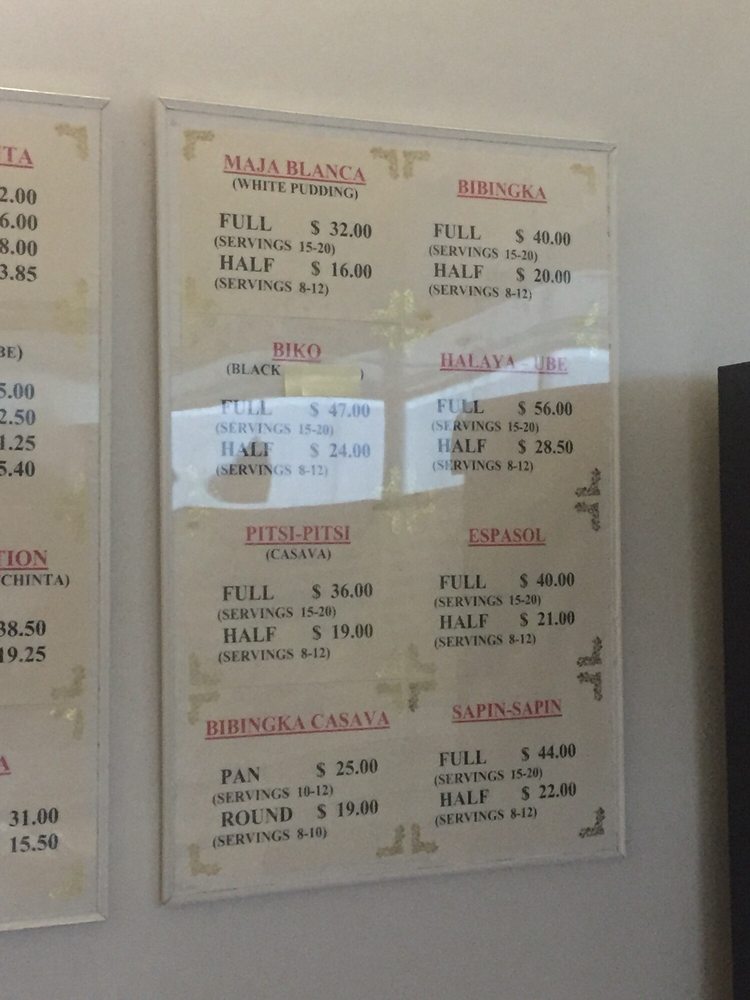 TA
2.00
6.00
8.00
3.85
BE)
5.00
2.50
1.25
5.40
TION
CHINTA)
38.50
19.25
A
31.00
15.50
MAJA BLANCA
(WHITE PUDDING)
FULL $ 32.00
(SERVINGS 15-20)
HALF $ 16.00
(SERVINGS 8-12)
BIKO
(BLACK )
FULL $ 47.00
(SERVINGS 15-20)
HALF $ 24.00
(SERVINGS 8-12)
PITSI-PITSI
(CASAVA)
FULL $ 36.00
(SERVINGS 15-20)
HALF $ 19.00
(SERVINGS 8-12)
BIBINGKA CASAVA
PAN $ 25.00
(SERVINGS 10-12)
ROUND $ 19.00
(SERVINGS 8-10)
BIBINGKA
FULL $ 40.00
(SERVINGS 15-20)
HALF $ 20.00
(SERVINGS 8-12)
HALAYA - UBE
FULL $ 56.00
(SERVINGS 15-20)
HALF $ 28.50
(SERVINGS 8-12)
ESPASOL
FULL $ 40.00
(SERVINGS 15-20)
HALF $ 21.00
(SERVINGS 8-12)
SAPIN-SAPIN
FULL $ 44.00
(SERVINGS 15-20)
HALF $ 22.00
(SERVINGS 8-12)